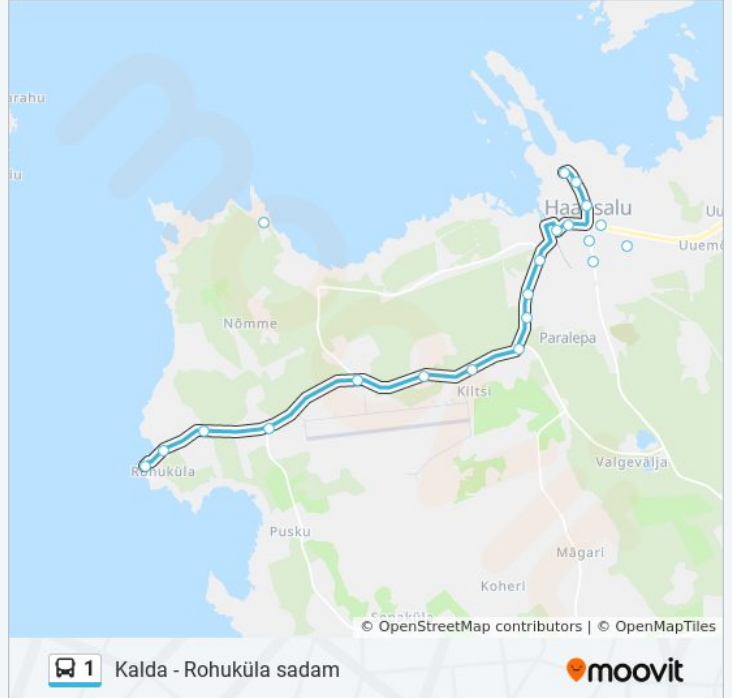 arahu
iu
Haapsalu
Uu
Uuemõ
Nõmme
Paralepa
Kiltsi
Rohuküla
Valgevälja
Pusku
Mägari
Koheri
© OpenStreetMap contributors | © OpenMapTiles
1 Kalda - Rohuküla sadam
moovit